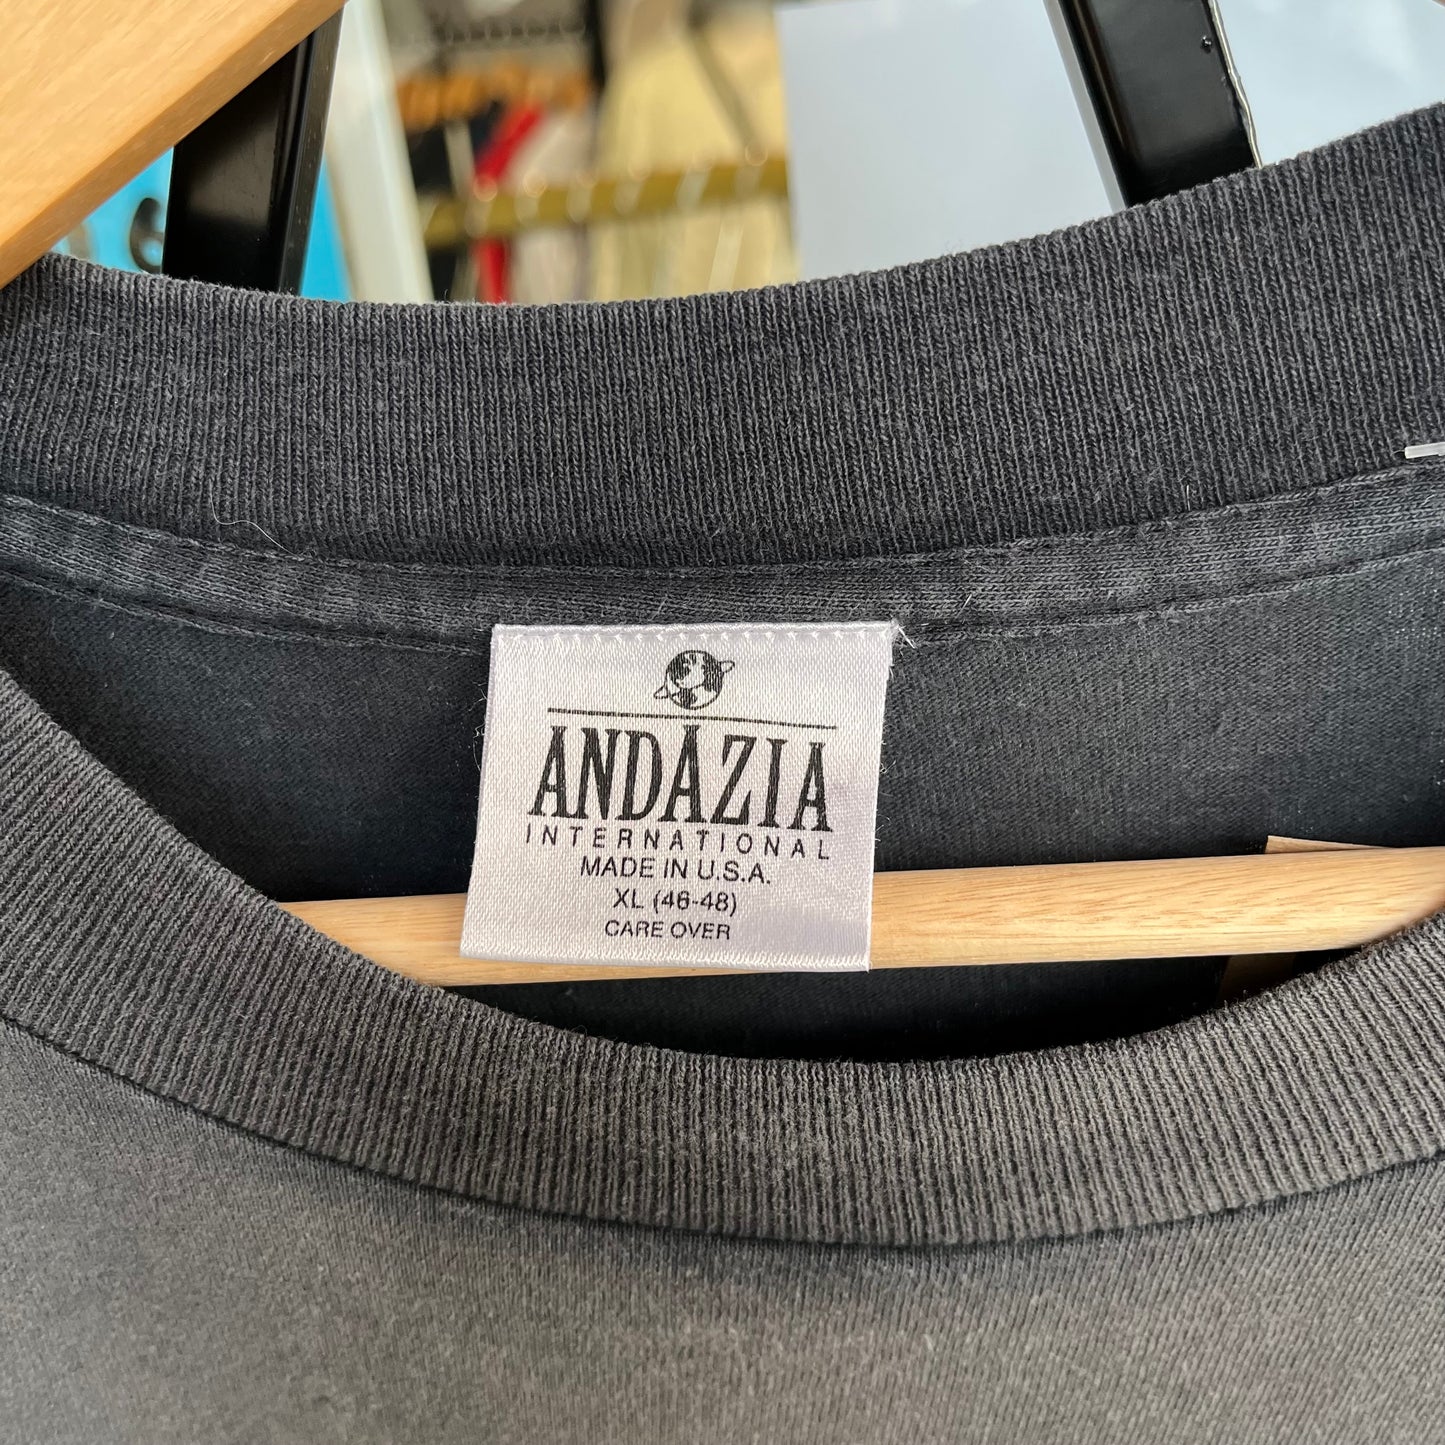 ANDAZIA
INTERNATIONAL
MADE IN U.S.A.
XL (46-48)
CARE OVER